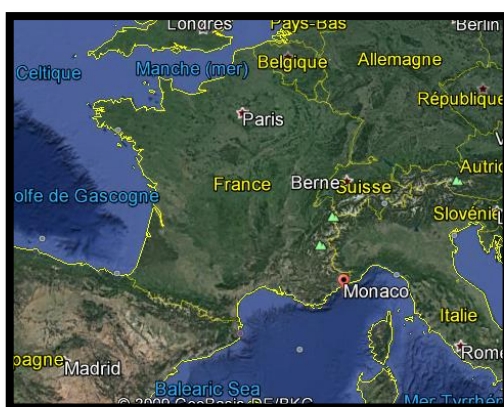 Londres
Pays-Bas
Berlin
Celtique
Manche (mer)
Belgique
Allemagne
République
Paris
Autric
olfe de Gascogne
France
Berne
Suisse
Slovénie
Monaco
Italie
pagne
Madrid
Rome
Balearic Sea
Mer Tyrrhé